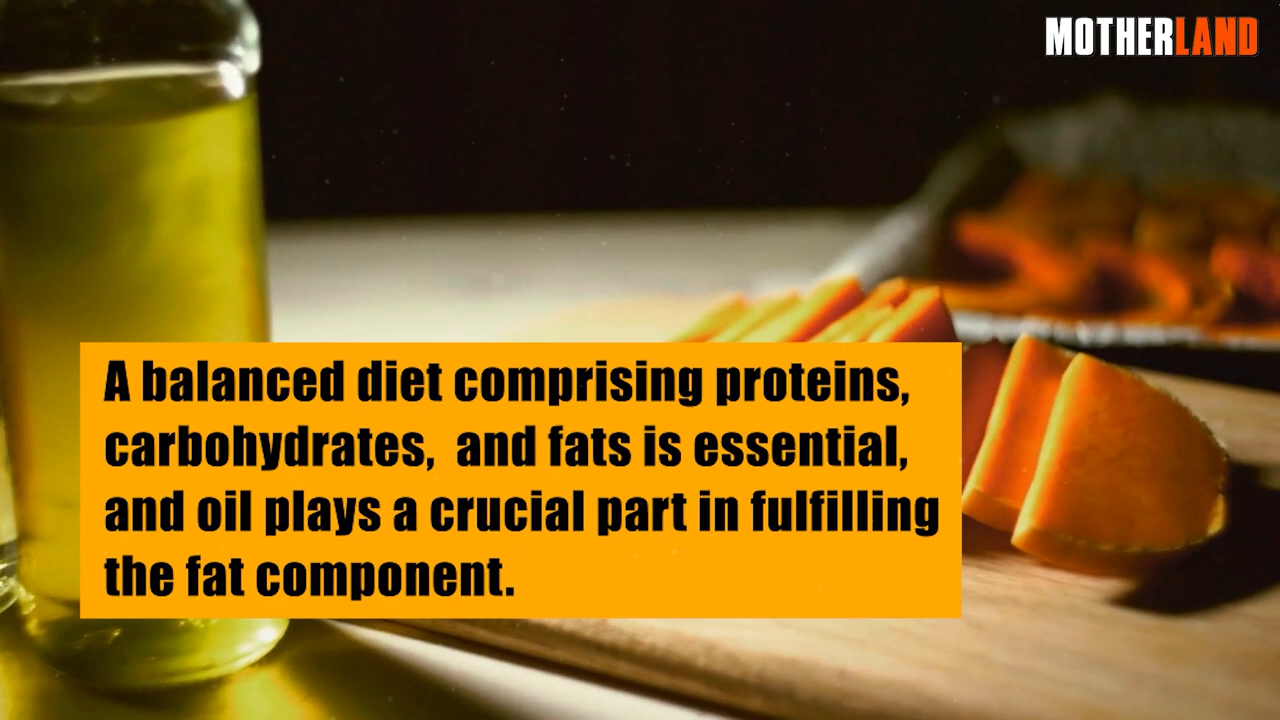 MOTHERLAND
A balanced diet comprising proteins,
carbohydrates,  and fats is essential,
and oil plays a crucial part in fulfilling
the fat component.